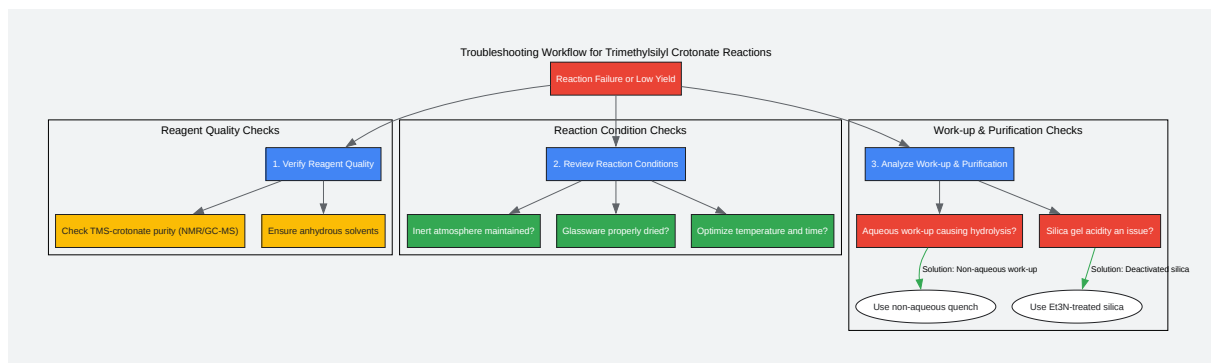 Troubleshooting Workflow for Trimethylsilyl Crotonate Reactions
Reaction Failure or Low Yield
Reagent Quality Checks
Reaction Condition Checks
Work-up & Purification Checks
1. Verify Reagent Quality
2. Review Reaction Conditions
3. Analyze Work-up & Purification
Check TMS-crotonate purity (NMR/GC-MS)
Ensure anhydrous solvents
Inert atmosphere maintained?
Glassware properly dried?
Optimize temperature and time?
Aqueous work-up causing hydrolysis?
Silica gel acidity an issue?
Solution: Non-aqueous work-up
Solution: Deactivated silica
Use non-aqueous quench
Use Et3N-treated silica